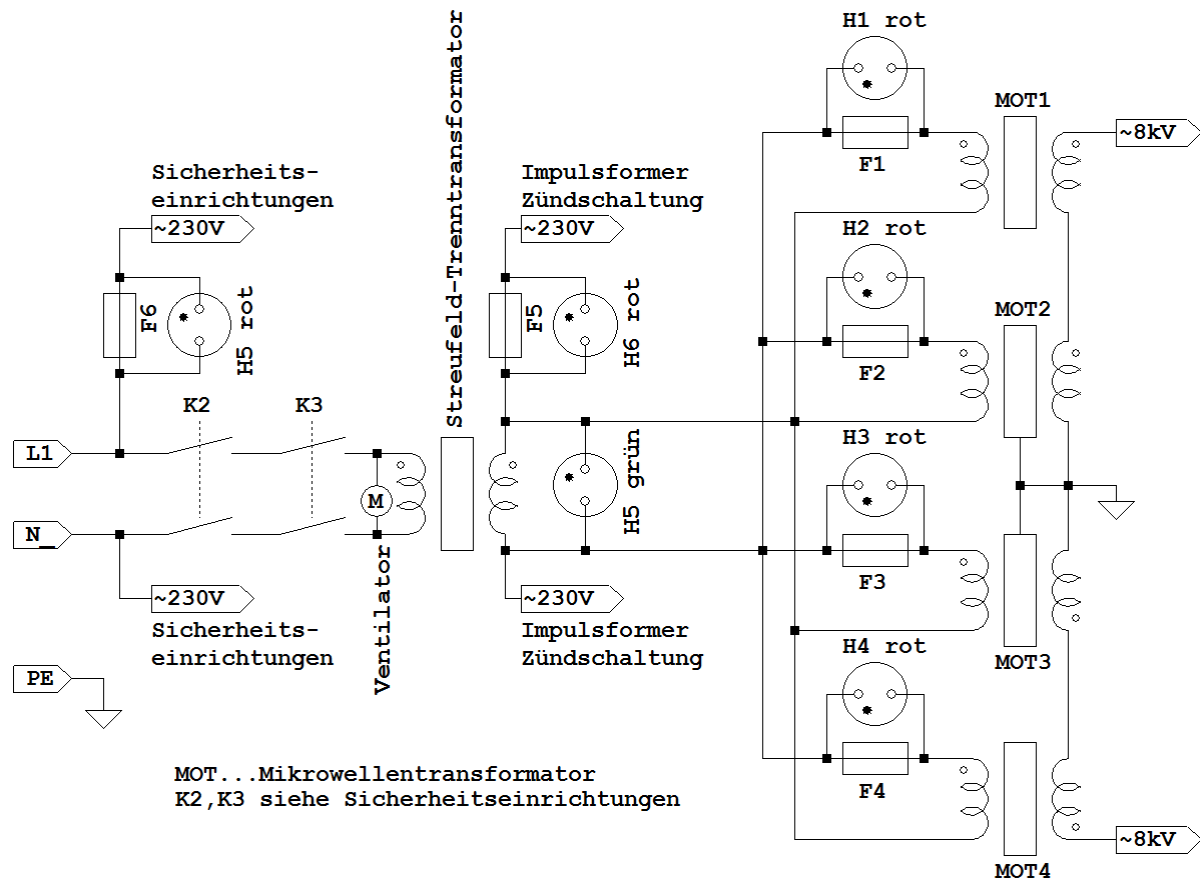 H1 rot
MOT1
~8kV
F1
Sicherheits-
einrichtungen
~230V
Streufeld-Trenntransformator
Impulsformer
Zündschaltung
~230V
H2 rot
MOT2
F2
F6
H5 rot
F5
H6 rot
K2
K3
L1
N_
M
Ventilator
H5 grün
H3 rot
F3
MOT3
~230V
Sicherheits-
einrichtungen
~230V
Impulsformer
Zündschaltung
PE
H4 rot
F4
MOT4
~8kV
MOT...Mikrowellentransformator
K2,K3 siehe Sicherheitseinrichtungen